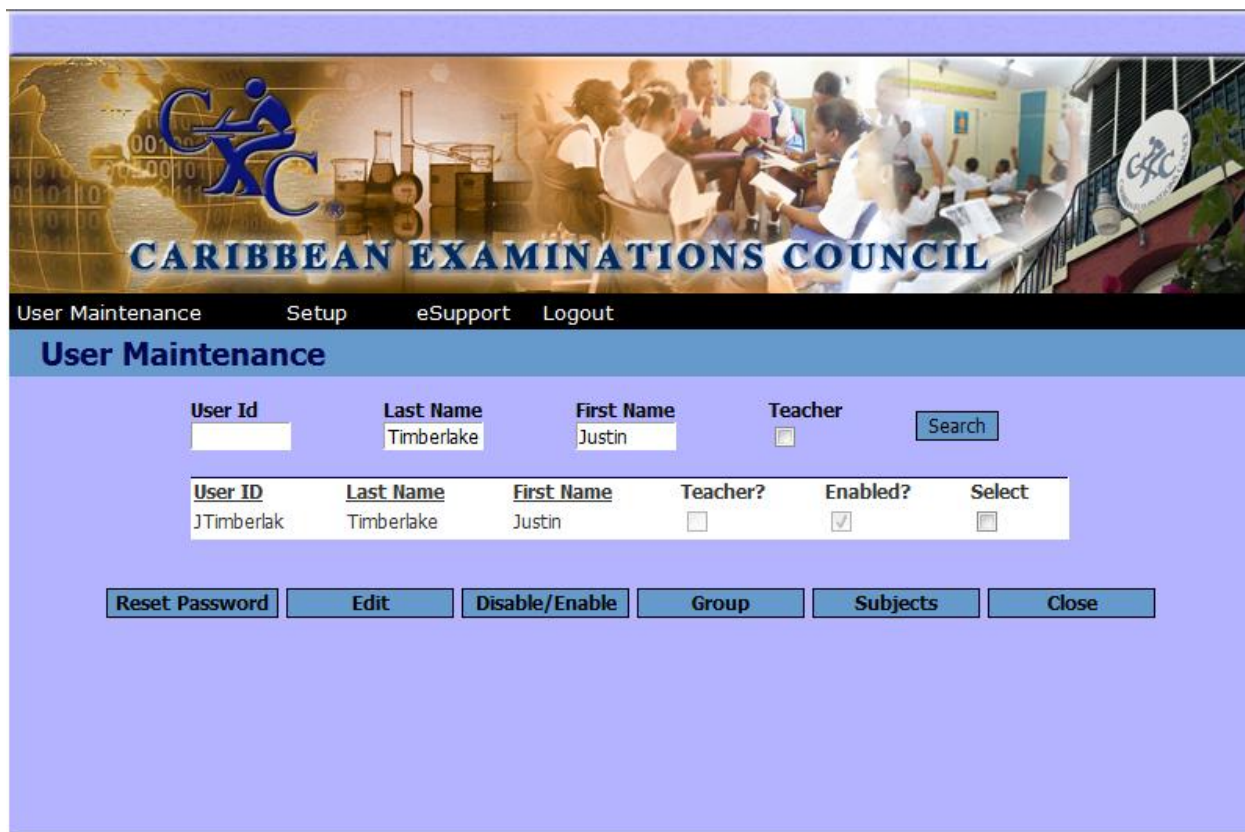 CXC®
CARIBBEAN EXAMINATIONS COUNCIL
User Maintenance Setup eSupport Logout
User Maintenance
User Id Last Name First Name Teacher
Timberlake Justin Search
User ID Last Name First Name Teacher? Enabled? Select
JTimberlak Timberlake Justin
Reset Password Edit Disable/Enable Group Subjects Close